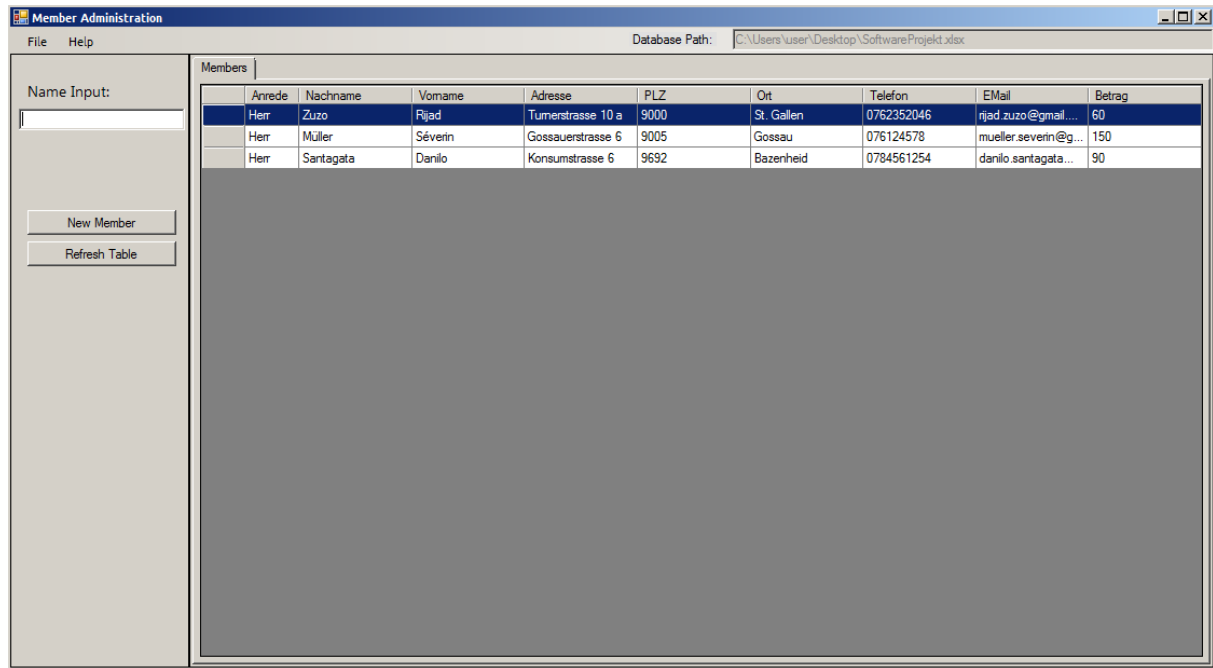 Member Administration
File Help Database Path: C:\Users\user\Desktop\SoftwareProjekt.xlsx
Members
Name Input:
Anrede Nachname Vorname Adresse PLZ Ort Telefon EMail Betrag
Herr Zuzo Rijad Turnerstrasse 10 a 9000 St. Gallen 0762352046 rijad.zuzo@gmail.... 60
Herr Müller Séverin Gossauerstrasse 6 9005 Gossau 076124578 mueller.severin@g... 150
Herr Santagata Danilo Konsumstrasse 6 9692 Bazenheid 0784561254 danilo.santagata... 90
New Member
Refresh Table